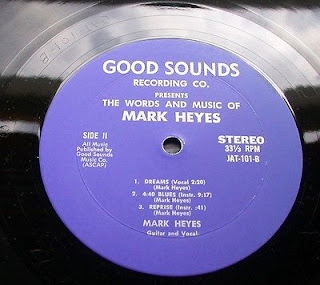 GOOD SOUNDS
RECORDING CO.
PRESENTS
THE WORDS AND MUSIC OF
MARK HEYES
SIDE II
All Music
Published by
Good Sounds
Music Co.
(ASCAP)
STEREO
33⅓ RPM
JAT-101-B
1. DREAMS (Vocal 2:20)
(Mark Heyes)
2. 4:40 BLUES (Instr. 9:17)
(Mark Heyes)
3. REPRISE (Instr. :41)
(Mark Heyes)
MARK HEYES
Guitar and Vocal